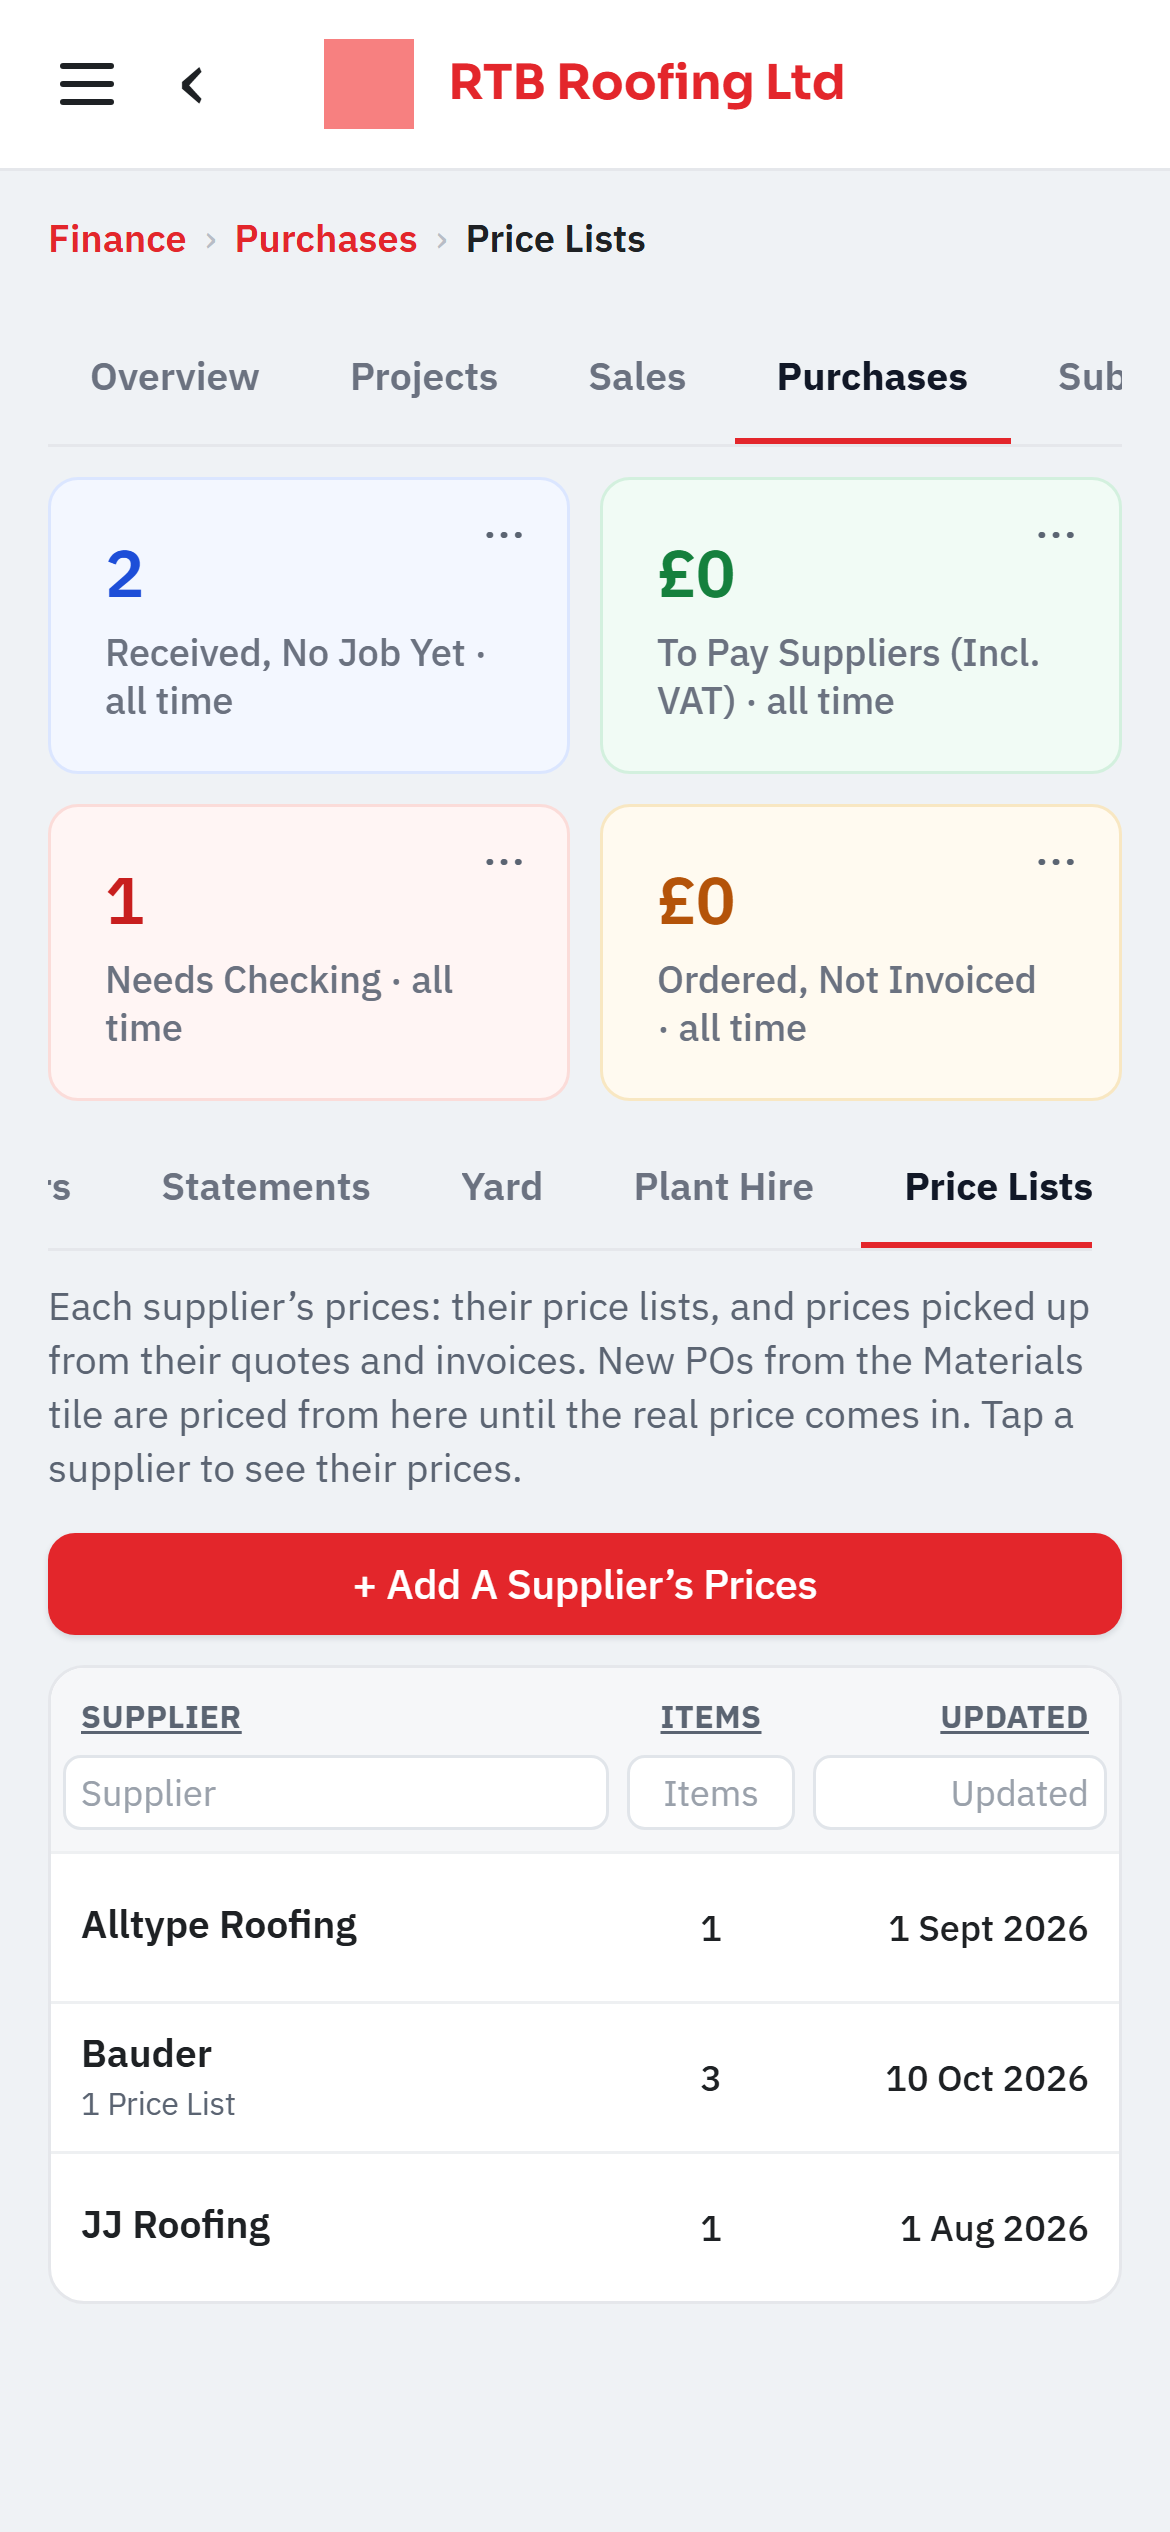 RTB Roofing Ltd
Finance › Purchases › Price Lists
Overview Projects Sales Purchases Sub
2
Received, No Job Yet ·
all time
£0
To Pay Suppliers (Incl.
VAT) · all time
1
Needs Checking · all
time
£0
Ordered, Not Invoiced
· all time
s Statements Yard Plant Hire Price Lists
Each supplier’s prices: their price lists, and prices picked up
from their quotes and invoices. New POs from the Materials
tile are priced from here until the real price comes in. Tap a
supplier to see their prices.
+ Add A Supplier’s Prices
SUPPLIER ITEMS UPDATED
Supplier Items Updated
Alltype Roofing 1 1 Sept 2026
Bauder 3 10 Oct 2026
1 Price List
JJ Roofing 1 1 Aug 2026